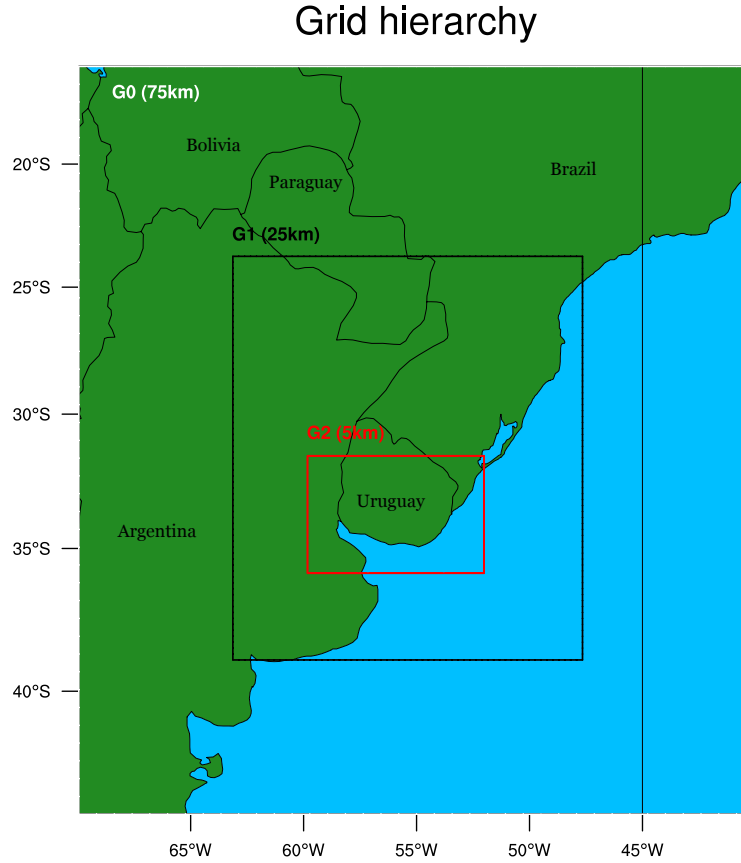 Grid hierarchy
G0 (75km)
Bolivia
Paraguay
Brazil
20°S
G1 (25km)
25°S
30°S
G2 (5km)
Uruguay
Argentina
35°S
40°S
65°W 60°W 55°W 50°W 45°W